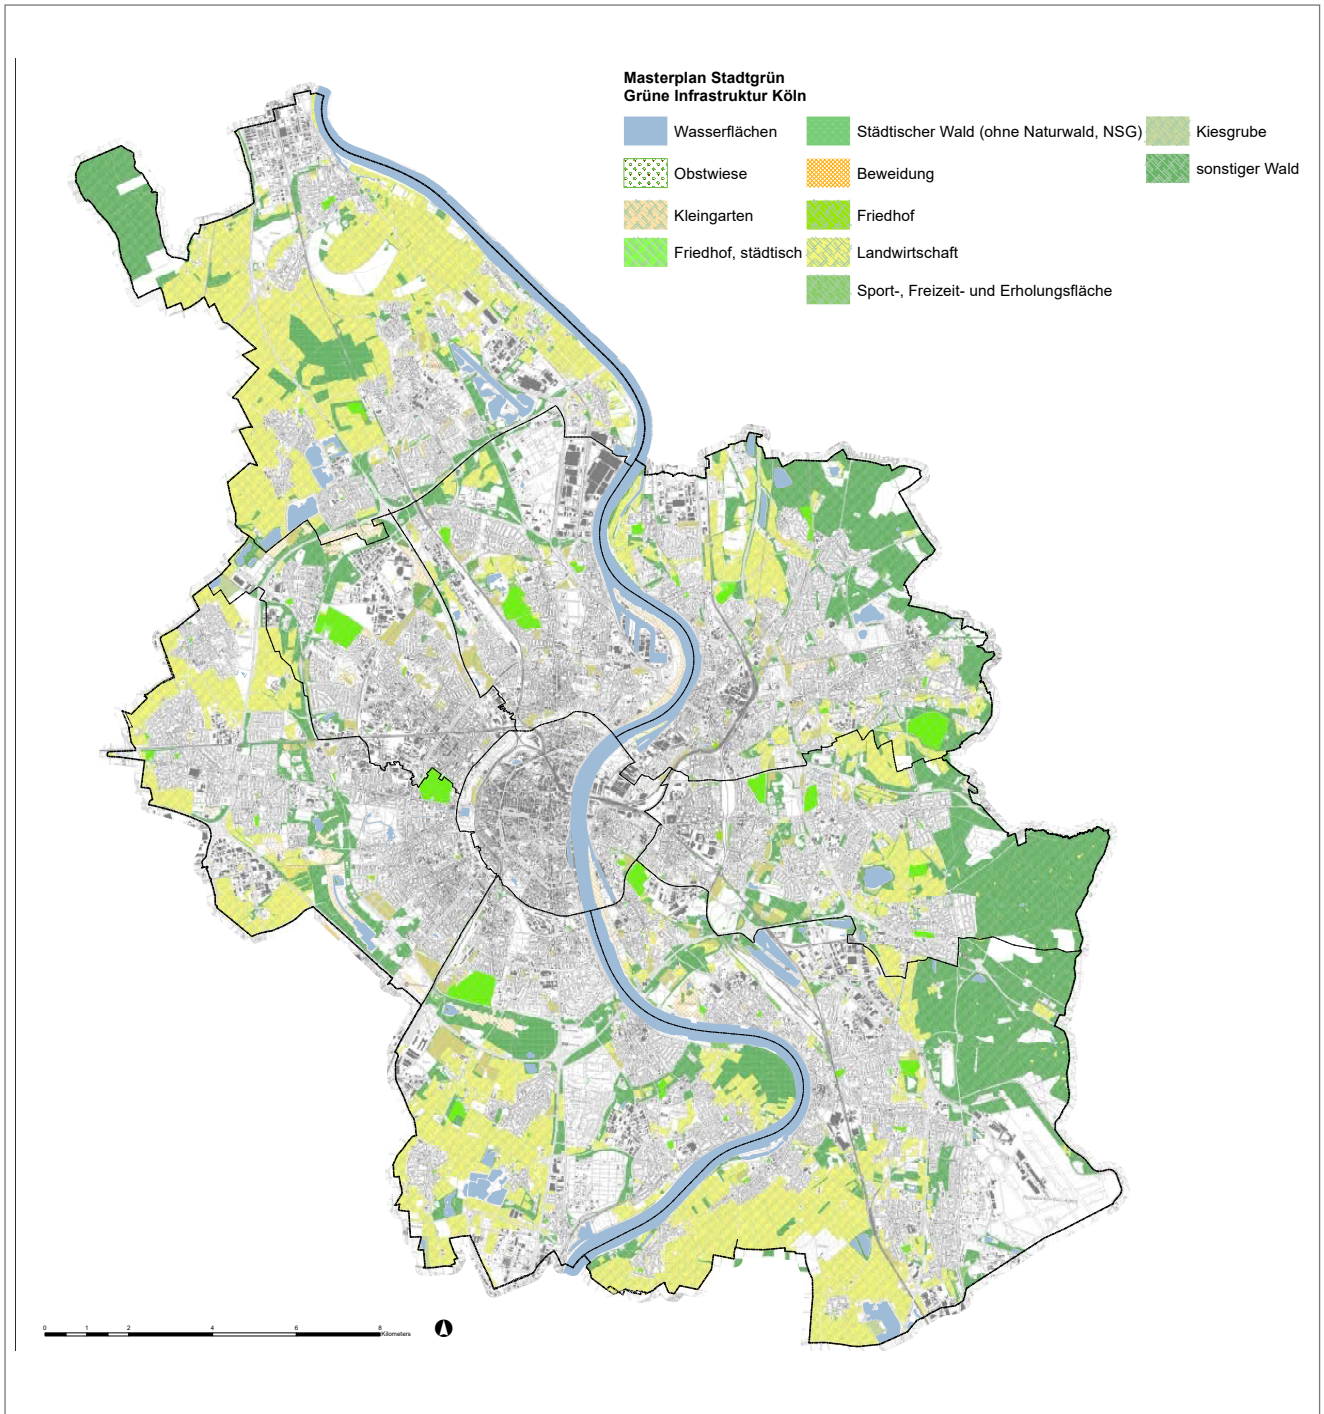 Masterplan Stadtgrün
Grüne Infrastruktur Köln
Wasserflächen
Obstwiese
Kleingarten
Friedhof, städtisch
Städtischer Wald (ohne Naturwald, NSG)
Beweidung
Friedhof
Landwirtschaft
Sport-, Freizeit- und Erholungsfläche
Kiesgrube
sonstiger Wald
0 1 2 4 6 8
Kilometers